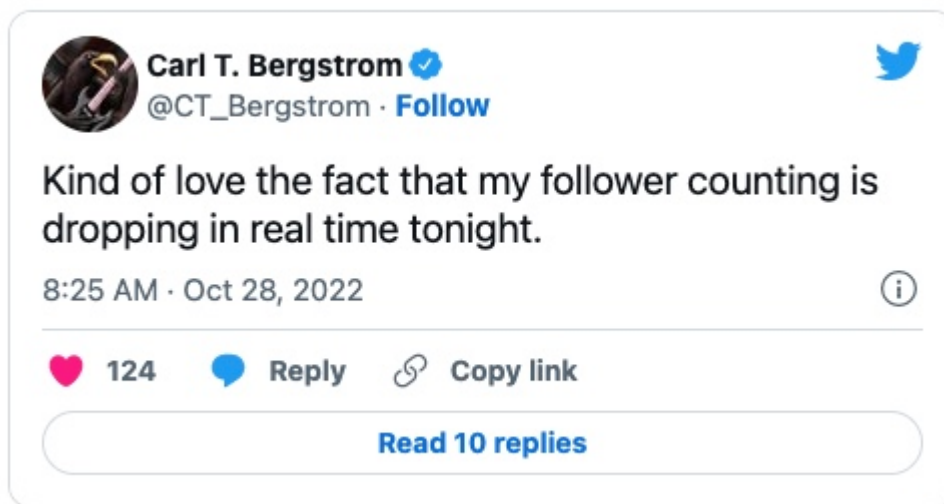 Carl T. Bergstrom
@CT_Bergstrom · Follow
Kind of love the fact that my follower counting is
dropping in real time tonight.
8:25 AM · Oct 28, 2022
124 Reply Copy link
Read 10 replies